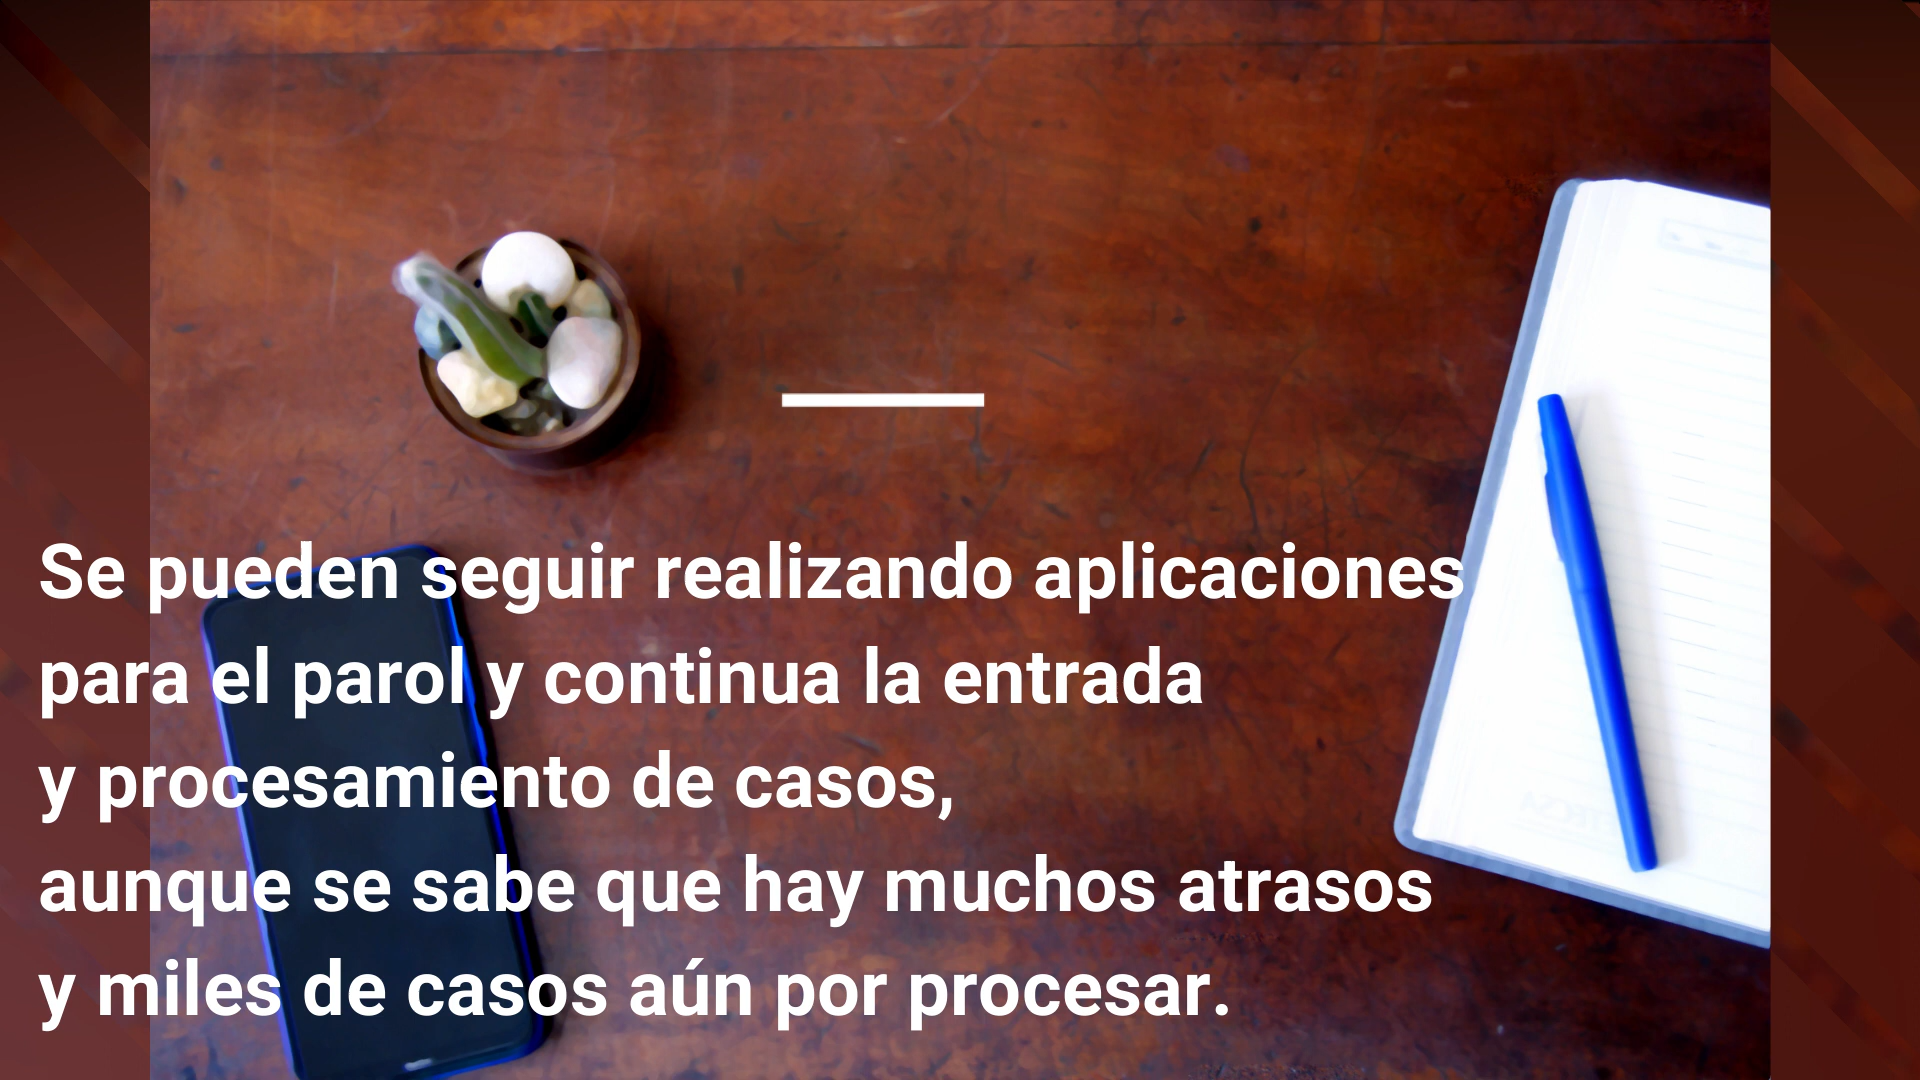 Se pueden seguir realizando aplicaciones
para el parol y continua la entrada
y procesamiento de casos,
aunque se sabe que hay muchos atrasos
y miles de casos aún por procesar.